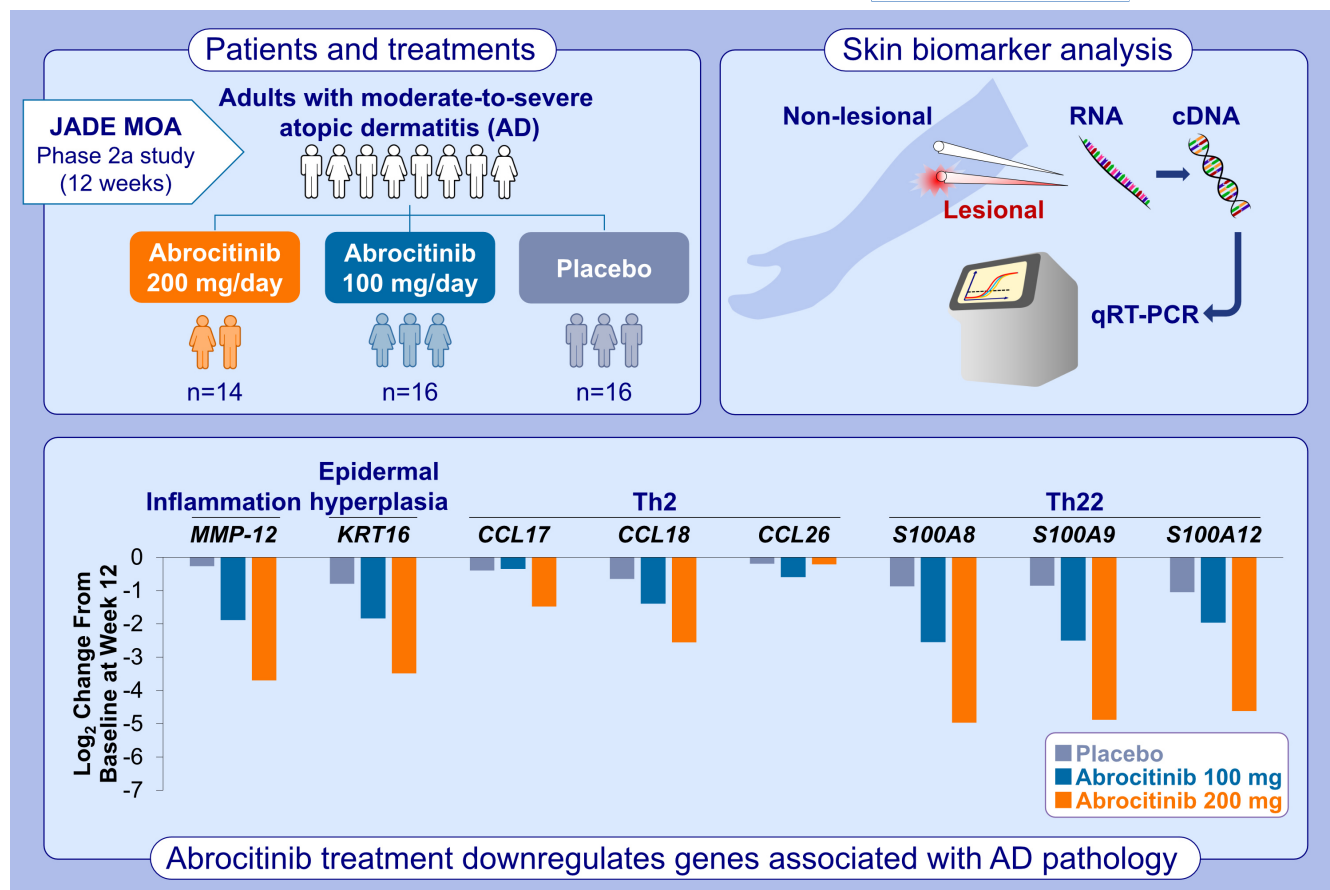 Patients and treatments
JADE MOA
Phase 2a study
(12 weeks)
Adults with moderate-to-severe
atopic dermatitis (AD)
Abrocitinib
200 mg/day
Abrocitinib
100 mg/day
Placebo
n=14
n=16
n=16
Skin biomarker analysis
Non-lesional
Lesional
RNA
cDNA
qRT-PCR
Inflammation
Epidermal
hyperplasia
Th2
Th22
MMP-12
KRT16
CCL17
CCL18
CCL26
S100A8
S100A9
S100A12
Log₂ Change From
Baseline at Week 12
0
-1
-2
-3
-4
-5
-6
-7
Placebo
Abrocitinib 100 mg
Abrocitinib 200 mg
Abrocitinib treatment downregulates genes associated with AD pathology